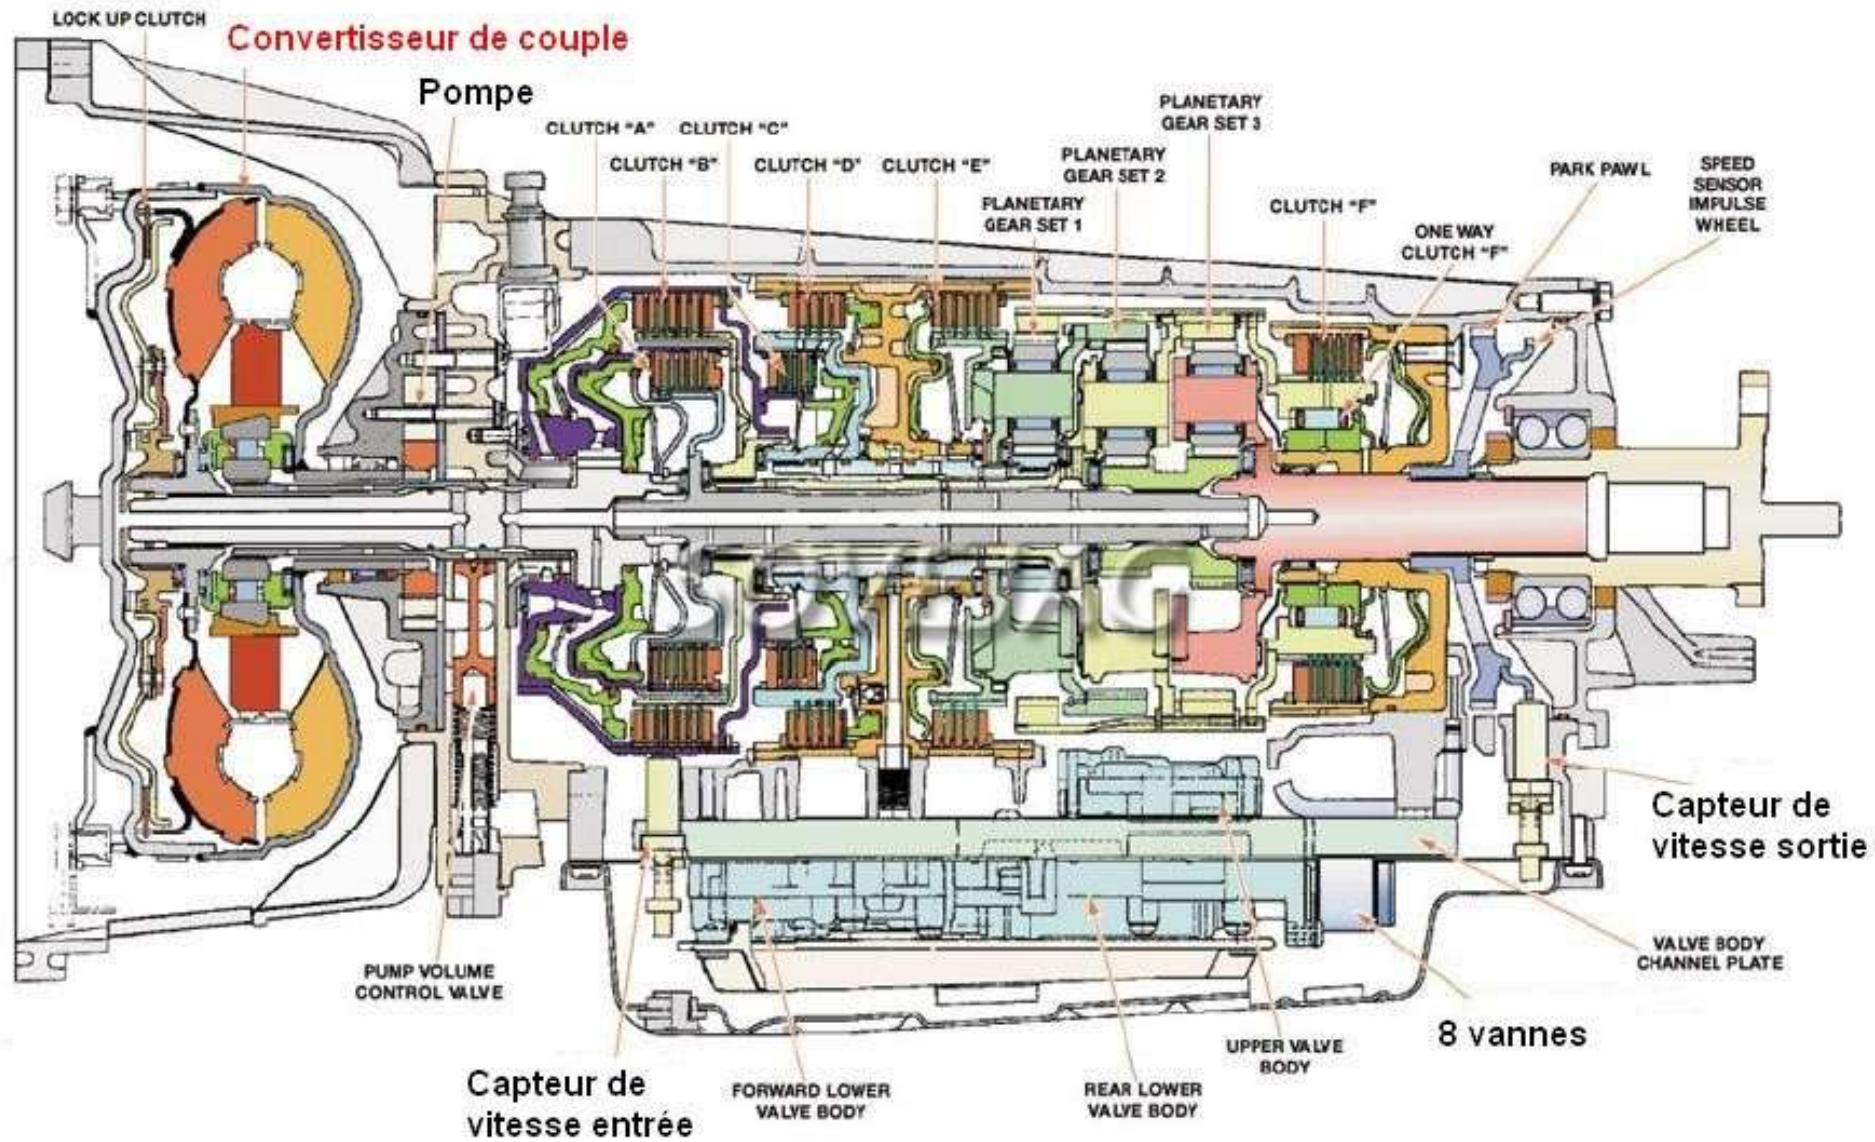 LOCK UP CLUTCH
Convertisseur de couple
Pompe
CLUTCH "A"
CLUTCH "C"
CLUTCH "B"
CLUTCH "D"
CLUTCH "E"
PLANETARY
GEAR SET 1
PLANETARY
GEAR SET 2
PLANETARY
GEAR SET 3
CLUTCH "F"
ONE WAY
CLUTCH "F"
PARK PAWL
SPEED
SENSOR
IMPULSE
WHEEL
Capteur de
vitesse sortie
VALVE BODY
CHANNEL PLATE
8 vannes
UPPER VALVE
BODY
REAR LOWER
VALVE BODY
FORWARD LOWER
VALVE BODY
Capteur de
vitesse entrée
PUMP VOLUME
CONTROL VALVE